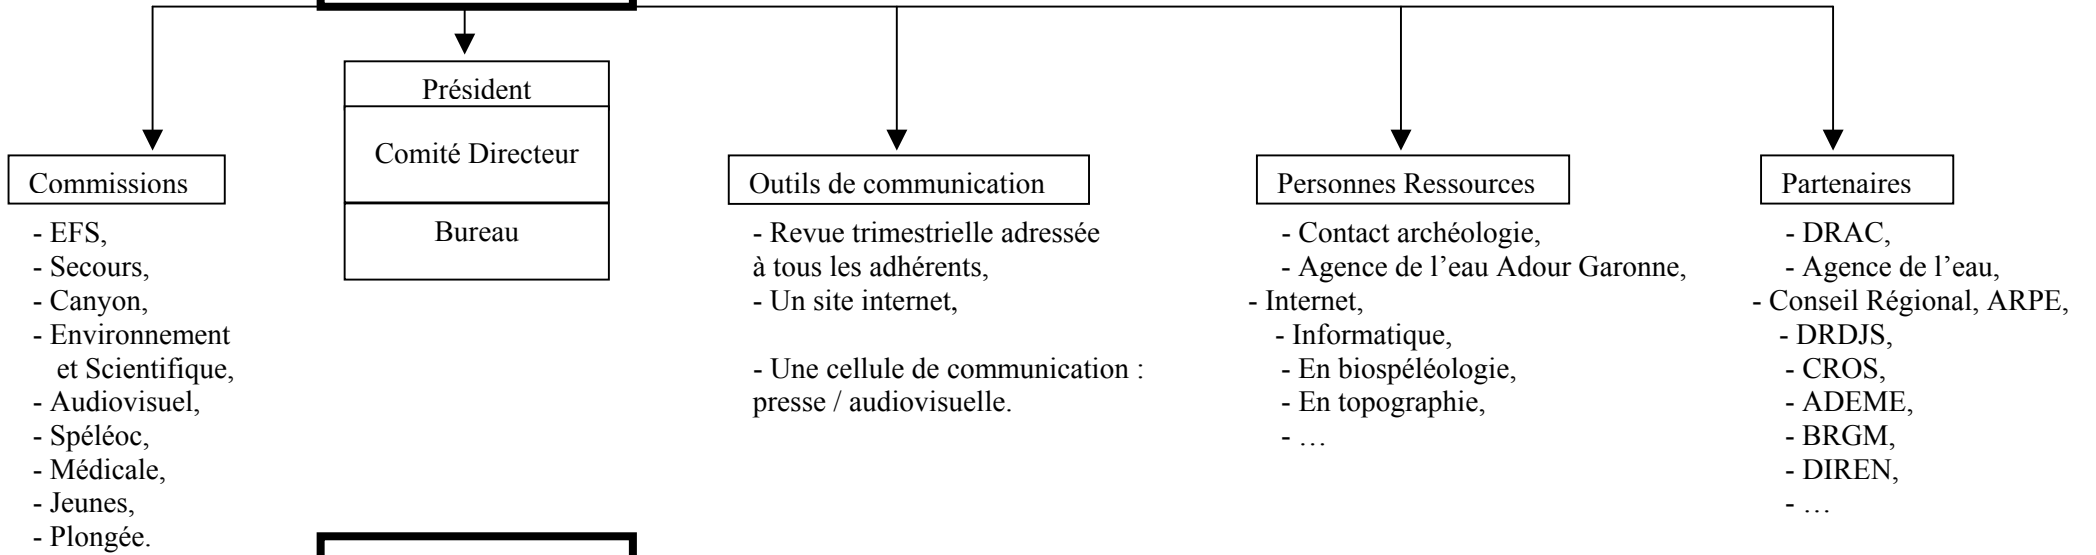 Président
Comité Directeur
Bureau
Commissions
- EFS,
- Secours,
- Canyon,
- Environnement
et Scientifique,
- Audiovisuel,
- Spéléoc,
- Médicale,
- Jeunes,
- Plongée.
Outils de communication
- Revue trimestrielle adressée
à tous les adhérents,
- Un site internet,
- Une cellule de communication :
presse / audiovisuelle.
Personnes Ressources
- Contact archéologie,
- Agence de l’eau Adour Garonne,
- Internet,
- Informatique,
- En biospéléologie,
- En topographie,
- …
Partenaires
- DRAC,
- Agence de l’eau,
- Conseil Régional, ARPE,
- DRDJS,
- CROS,
- ADEME,
- BRGM,
- DIREN,
- …